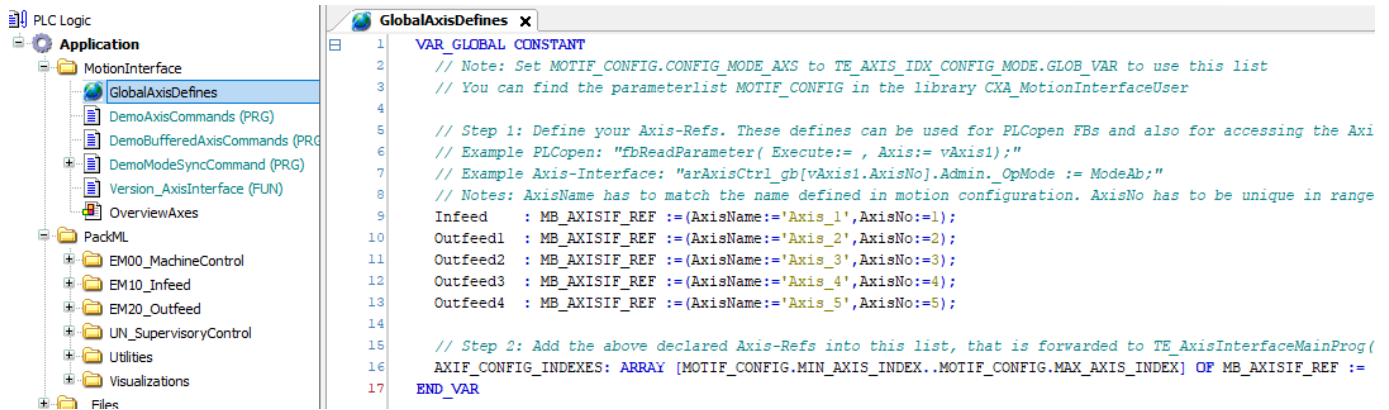 PLC Logic
Application
MotionInterface
GlobalAxisDefines
DemoAxisCommands (PRG)
DemoBufferedAxisCommands (PRG
DemoModeSyncCommand (PRG)
Version_AxisInterface (FUN)
OverviewAxes
PackML
EM00_MachineControl
EM10_Infeed
EM20_Outfeed
UN_SupervisoryControl
Utilities
Visualizations
Files
GlobalAxisDefines X
1 VAR_GLOBAL CONSTANT
2 // Note: Set MOTIF_CONFIG.CONFIG_MODE_AXS to TE_AXIS_IDX_CONFIG_MODE.GLOB_VAR to use this list
3 // You can find the parameterlist MOTIF_CONFIG in the library CXA_MotionInterfaceUser
4
5 // Step 1: Define your Axis-Refs. These defines can be used for PLCopen FBs and also for accessing the Axi
6 // Example PLCopen: "fbReadParameter( Execute:= , Axis:= vAxis1);"
7 // Example Axis-Interface: "arAxisCtrl_gb[vAxis1.AxisNo].Admin._OpMode := ModeAb;"
8 // Notes: AxisName has to match the name defined in motion configuration. AxisNo has to be unique in range
9 Infeed : MB_AXISIF_REF :=(AxisName:='Axis_1',AxisNo:=1);
10 Outfeed1 : MB_AXISIF_REF :=(AxisName:='Axis_2',AxisNo:=2);
11 Outfeed2 : MB_AXISIF_REF :=(AxisName:='Axis_3',AxisNo:=3);
12 Outfeed3 : MB_AXISIF_REF :=(AxisName:='Axis_4',AxisNo:=4);
13 Outfeed4 : MB_AXISIF_REF :=(AxisName:='Axis_5',AxisNo:=5);
14
15 // Step 2: Add the above declared Axis-Refs into this list, that is forwarded to TE_AxisInterfaceMainProg(
16 AXIF_CONFIG_INDEXES: ARRAY [MOTIF_CONFIG.MIN_AXIS_INDEX..MOTIF_CONFIG.MAX_AXIS_INDEX] OF MB_AXISIF_REF :=
17 END_VAR